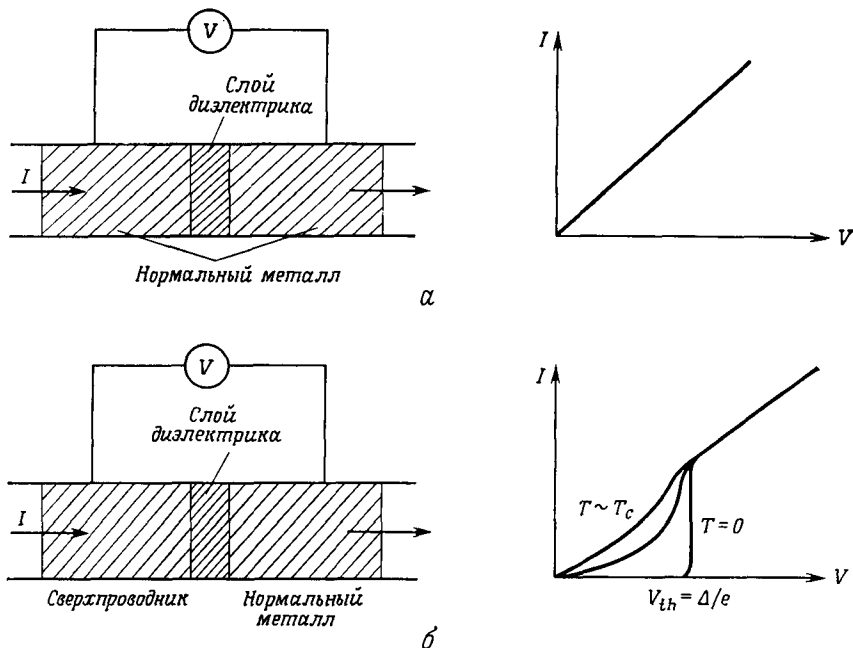 V
Слой
диэлектрика
I
Нормальный металл
а
I
V
V
Слой
диэлектрика
I
Сверхпроводник
Нормальный
металл
б
I
T ~ T_c
T = 0
V
V_th = Δ/e